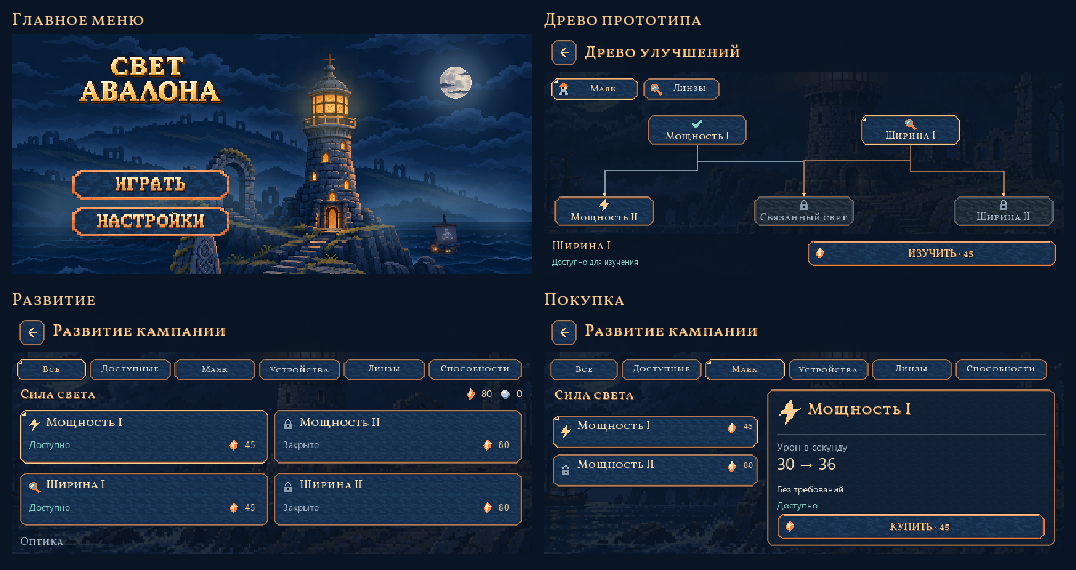 Главное меню
СВЕТ
АВАЛОНА
ИГРАТЬ
НАСТРОЙКИ
Древо прототипа
Древо улучшений
Маяк
Линзы
Мощность I
Ширина I
Мощность II
Связанный свет
Ширина II
Ширина I
Доступно для изучения
ИЗУЧИТЬ · 45
Развитие
Развитие кампании
Все
Доступные
Маяк
Устройства
Линзы
Способности
Сила света
80
0
Мощность I
Доступно
45
Мощность II
Закрыто
80
Ширина I
Доступно
45
Ширина II
Закрыто
80
Оптика
Покупка
Развитие кампании
Все
Доступные
Маяк
Устройства
Линзы
Способности
Сила света
Мощность I
45
Мощность II
80
Мощность I
Урон в секунду
30 → 36
Без требований
Доступно
КУПИТЬ · 45